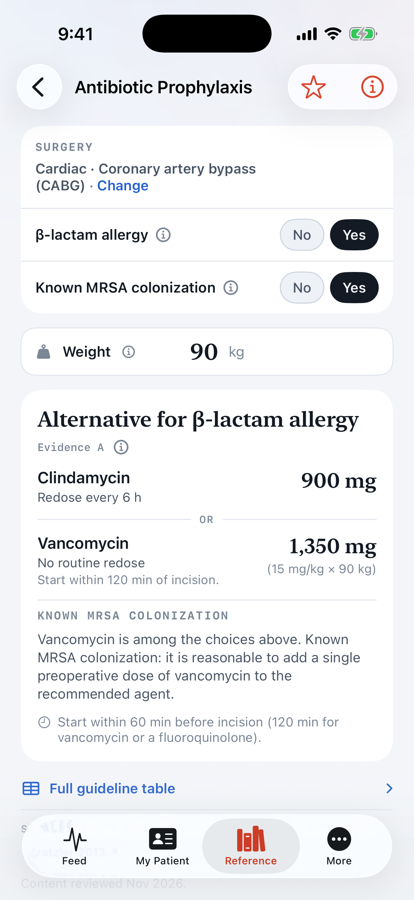 9:41
Antibiotic Prophylaxis
SURGERY
Cardiac · Coronary artery bypass
(CABG) · Change
β-lactam allergy
No
Yes
Known MRSA colonization
No
Yes
Weight
90 kg
Alternative for β-lactam allergy
Evidence A
Clindamycin
900 mg
Redose every 6 h
OR
Vancomycin
1,350 mg
No routine redose
(15 mg/kg × 90 kg)
Start within 120 min of incision.
KNOWN MRSA COLONIZATION
Vancomycin is among the choices above. Known
MRSA colonization: it is reasonable to add a single
preoperative dose of vancomycin to the
recommended agent.
Start within 60 min before incision (120 min for
vancomycin or a fluoroquinolone).
Full guideline table
Feed
My Patient
Reference
More
Content reviewed Nov 2026.